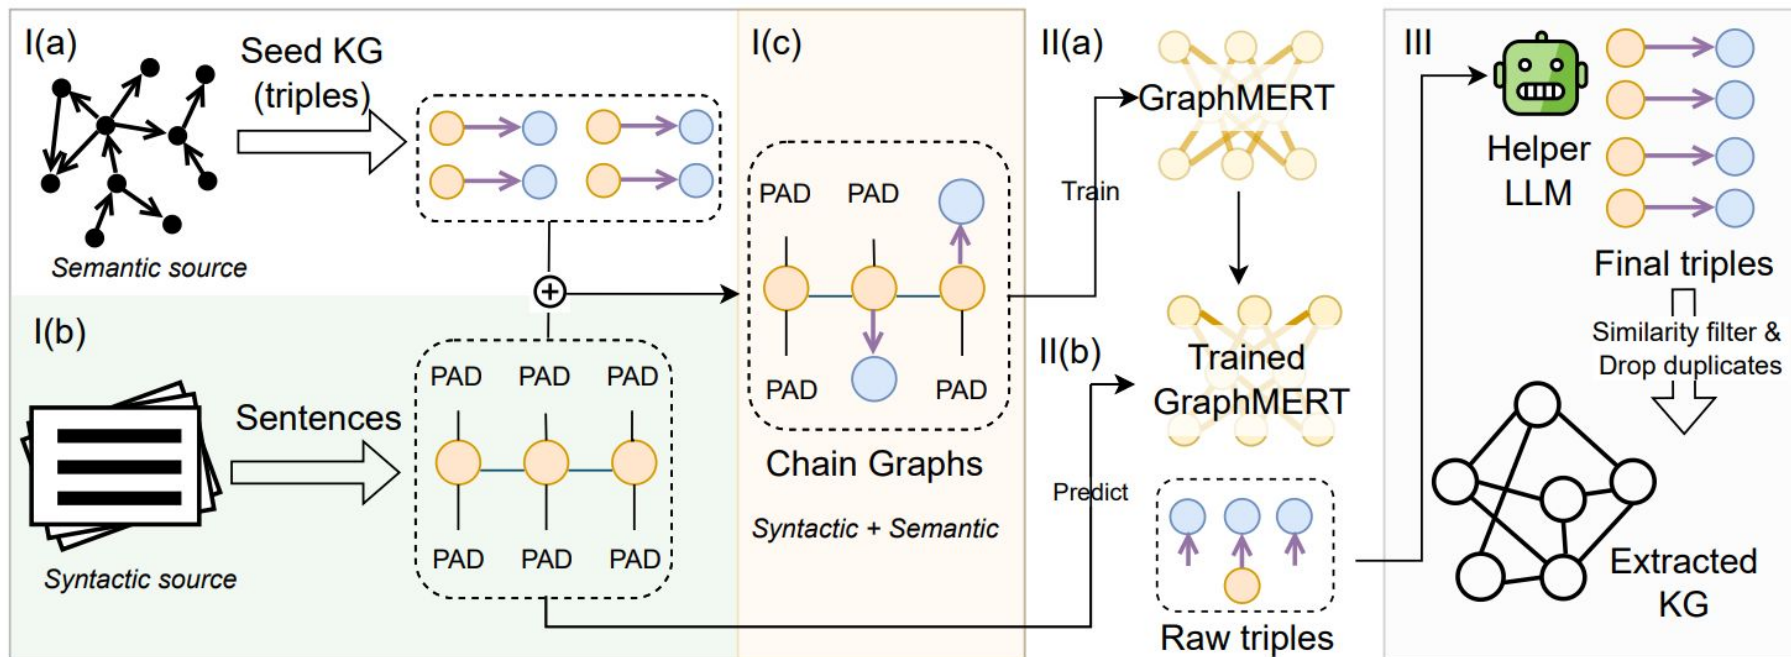 I(a)
Seed KG
(triples)
Semantic source
I(b)
Sentences
PAD PAD PAD
PAD PAD PAD
Syntactic source
I(c)
PAD PAD
PAD PAD
Chain Graphs
Syntactic + Semantic
II(a)
GraphMERT
Train
II(b)
Trained
GraphMERT
Predict
Raw triples
III
Helper
LLM
Final triples
Similarity filter &
Drop duplicates
Extracted
KG